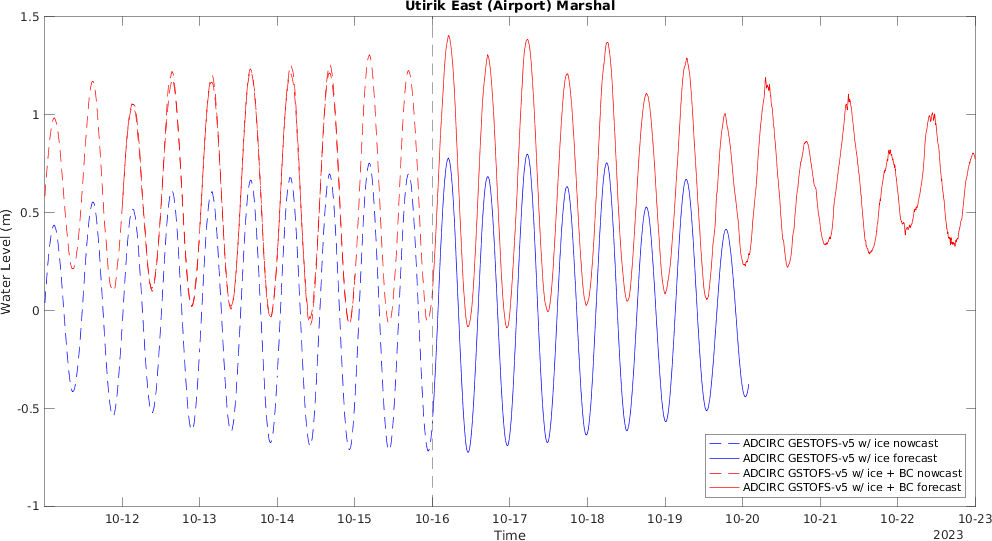 Utirik East (Airport) Marshal
1.5
1
0.5
0
-0.5
-1
Water Level (m)
ADCIRC GESTOFS-v5 w/ ice nowcast
ADCIRC GESTOFS-v5 w/ ice forecast
ADCIRC GSTOFS-v5 w/ ice + BC nowcast
ADCIRC GSTOFS-v5 w/ ice + BC forecast
10-12 10-13 10-14 10-15 10-16 10-17 10-18 10-19 10-20 10-21 10-22 10-23
Time
2023